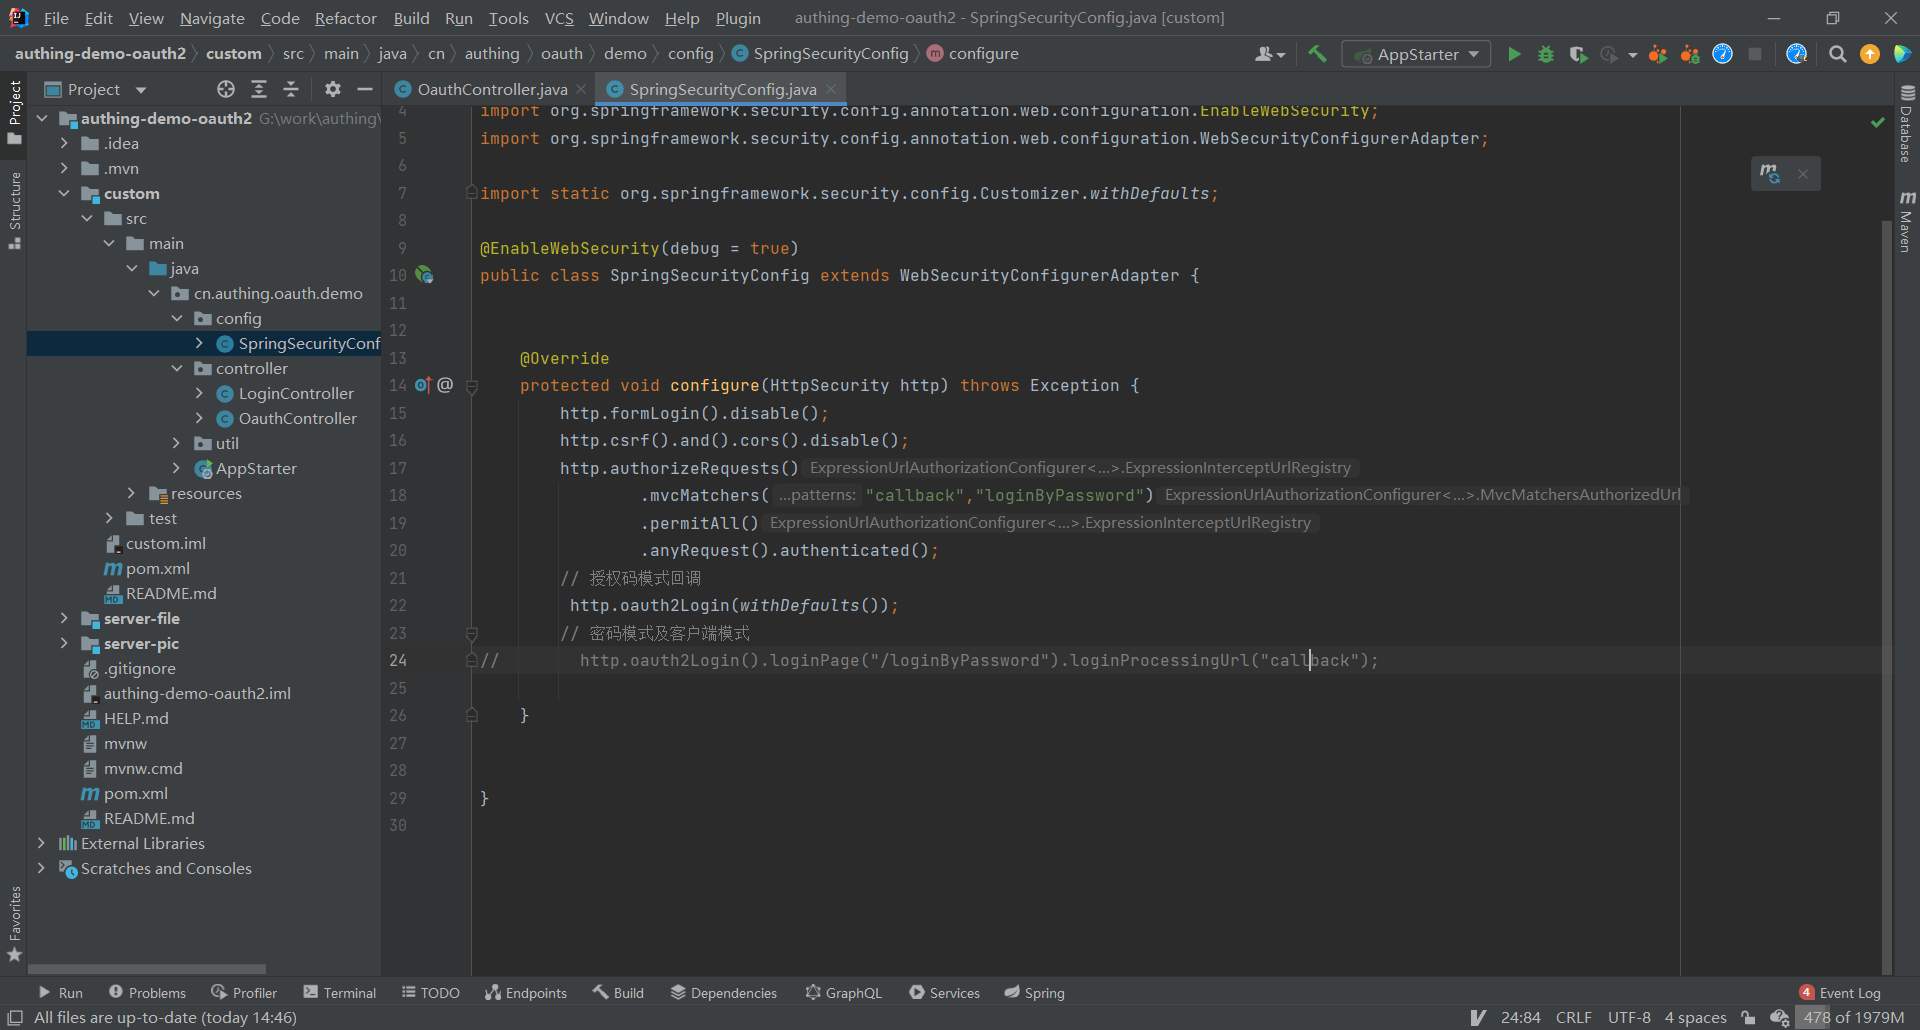 File Edit View Navigate Code Refactor Build Run Tools VCS Window Help Plugin authing-demo-oauth2 - SpringSecurityConfig.java [custom]
authing-demo-oauth2 custom src main java cn authing oauth demo config SpringSecurityConfig configure AppStarter
Project
OauthController.java SpringSecurityConfig.java
Project
Structure
Favorites
authing-demo-oauth2 G:\work\authing\
.idea
.mvn
custom
src
main
java
cn.authing.oauth.demo
config
SpringSecurityConf
controller
LoginController
OauthController
util
AppStarter
resources
test
custom.iml
pom.xml
README.md
server-file
server-pic
.gitignore
authing-demo-oauth2.iml
HELP.md
mvnw
mvnw.cmd
pom.xml
README.md
External Libraries
Scratches and Consoles
4 import org.springframework.security.config.annotation.web.configuration.EnableWebSecurity;
5 import org.springframework.security.config.annotation.web.configuration.WebSecurityConfigurerAdapter;
6
7 import static org.springframework.security.config.Customizer.withDefaults;
8
9 @EnableWebSecurity(debug = true)
10 public class SpringSecurityConfig extends WebSecurityConfigurerAdapter {
11
12
13 @Override
14 @ protected void configure(HttpSecurity http) throws Exception {
15 http.formLogin().disable();
16 http.csrf().and().cors().disable();
17 http.authorizeRequests() ExpressionUrlAuthorizationConfigurer<...>.ExpressionInterceptUrlRegistry
18 .mvcMatchers( ...patterns: "callback","loginByPassword") ExpressionUrlAuthorizationConfigurer<...>.MvcMatchersAuthorizedUrl
19 .permitAll() ExpressionUrlAuthorizationConfigurer<...>.ExpressionInterceptUrlRegistry
20 .anyRequest().authenticated();
21 // 授权码模式回调
22 http.oauth2Login(withDefaults());
23 // 密码模式及客户端模式
24 // http.oauth2Login().loginPage("/loginByPassword").loginProcessingUrl("callback");
25
26 }
27
28
29 }
30
Database
Maven
Run Problems Profiler Terminal TODO Endpoints Build Dependencies GraphQL Services Spring 4 Event Log
All files are up-to-date (today 14:46) 24:84 CRLF UTF-8 4 spaces 478 of 1979M